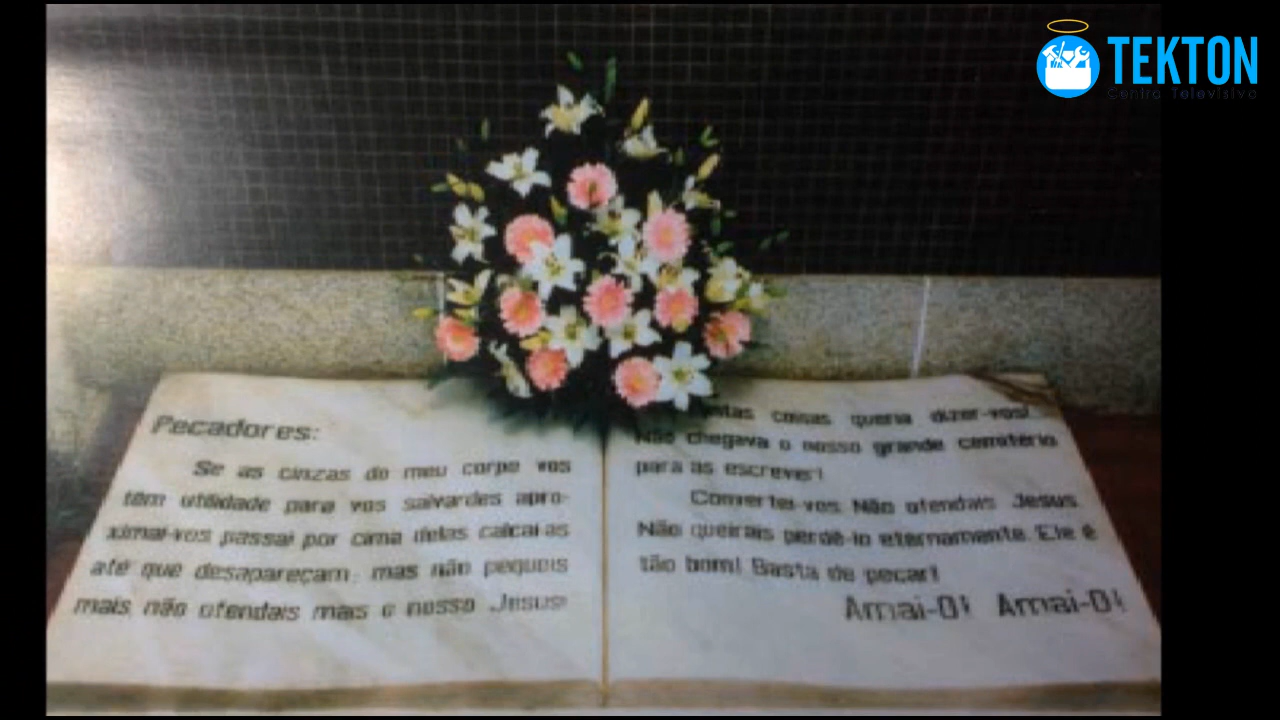 TEKTON
Centro Televisivo
Pecadores:
Se as cinzas do meu corpo vos
têm utilidade para vos salvardes apro-
ximai-vos passai por cima delas calcai-as
até que desapareçam; mas não pequeis
mais, não ofendais mais o nosso Jesus!
coisas queria dizer-vos!
Não chegava o nosso grande cemitério
para as escrever!
Convertei-vos. Não ofendais Jesus.
Não queirais perdê-lo eternamente. Ele é
tão bom! Basta de pecar!
Amai-O! Amai-O!